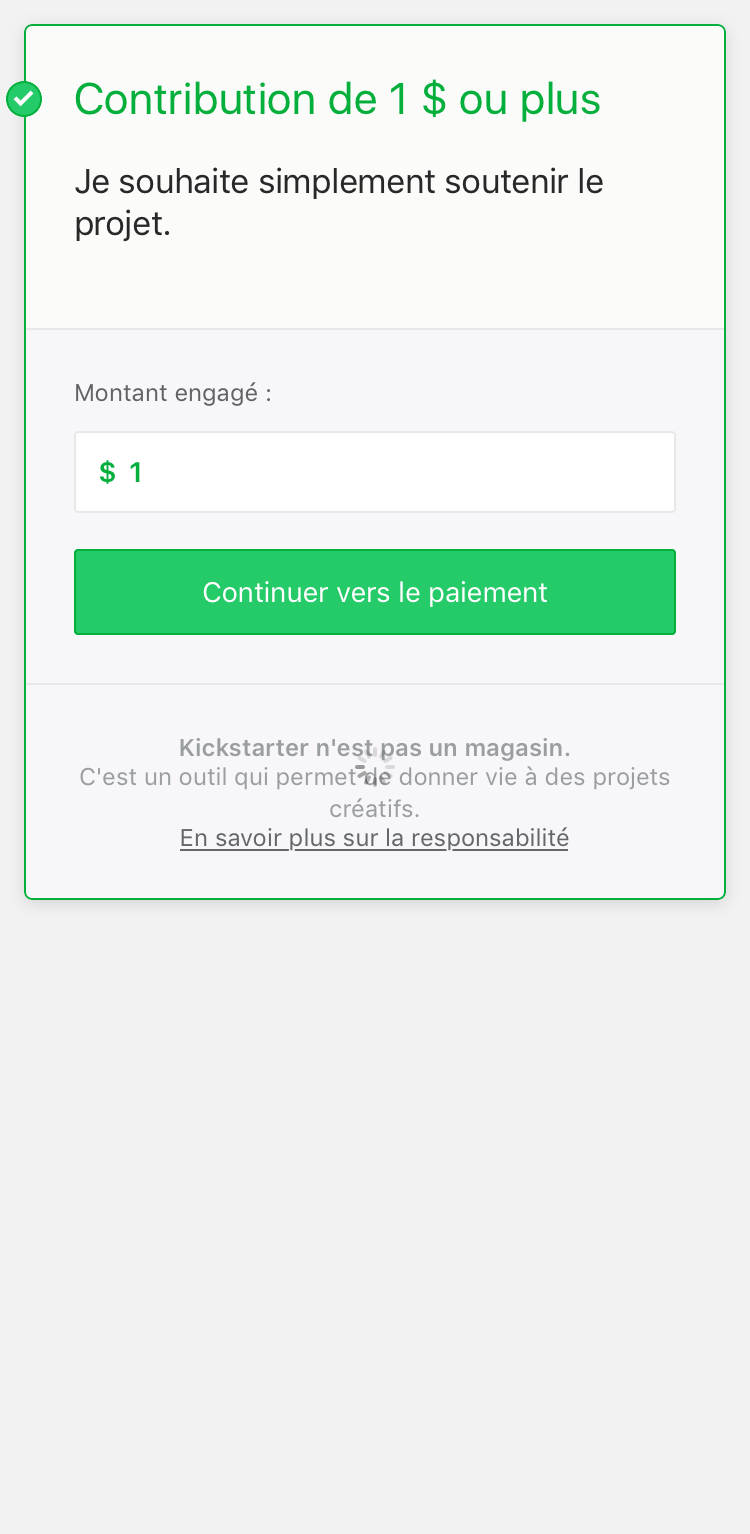 Contribution de 1 $ ou plus
Je souhaite simplement soutenir le
projet.
Montant engagé :
$ 1
Continuer vers le paiement
Kickstarter n'est pas un magasin.
C'est un outil qui permet de donner vie à des projets
créatifs.
En savoir plus sur la responsabilité